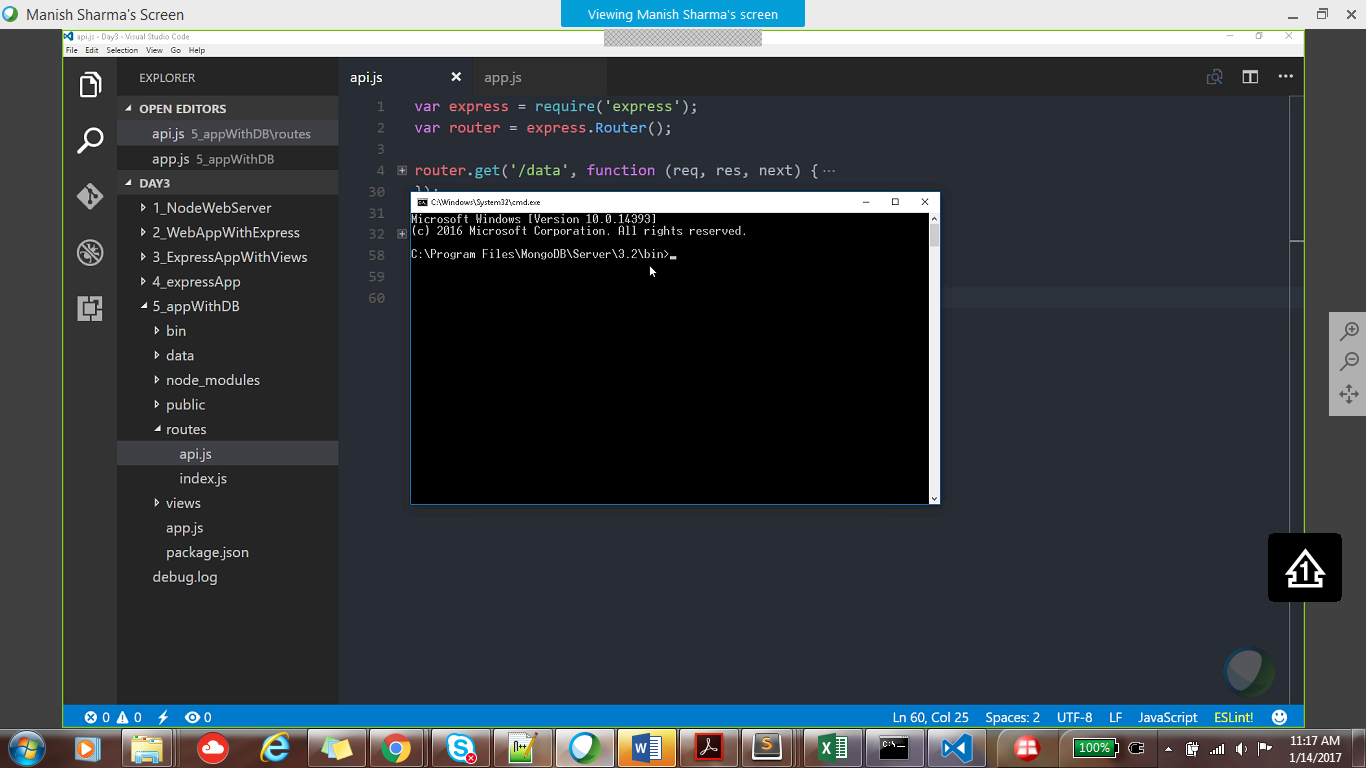 Manish Sharma's Screen
Viewing Manish Sharma's screen
api.js - Day3 - Visual Studio Code
File Edit Selection View Go Help
EXPLORER
OPEN EDITORS
api.js 5_appWithDB\routes
app.js 5_appWithDB
DAY3
1_NodeWebServer
2_WebAppWithExpress
3_ExpressAppWithViews
4_expressApp
5_appWithDB
bin
data
node_modules
public
routes
api.js
index.js
views
app.js
package.json
debug.log
api.js app.js
1 var express = require('express');
2 var router = express.Router();
3
4 router.get('/data', function (req, res, next) {···
30 });
31
32
58
59
60
C:\Windows\System32\cmd.exe
Microsoft Windows [Version 10.0.14393]
(c) 2016 Microsoft Corporation. All rights reserved.
C:\Program Files\MongoDB\Server\3.2\bin>_
1
0 0 0
Ln 60, Col 25 Spaces: 2 UTF-8 LF JavaScript ESLint!
100%
11:17 AM
1/14/2017